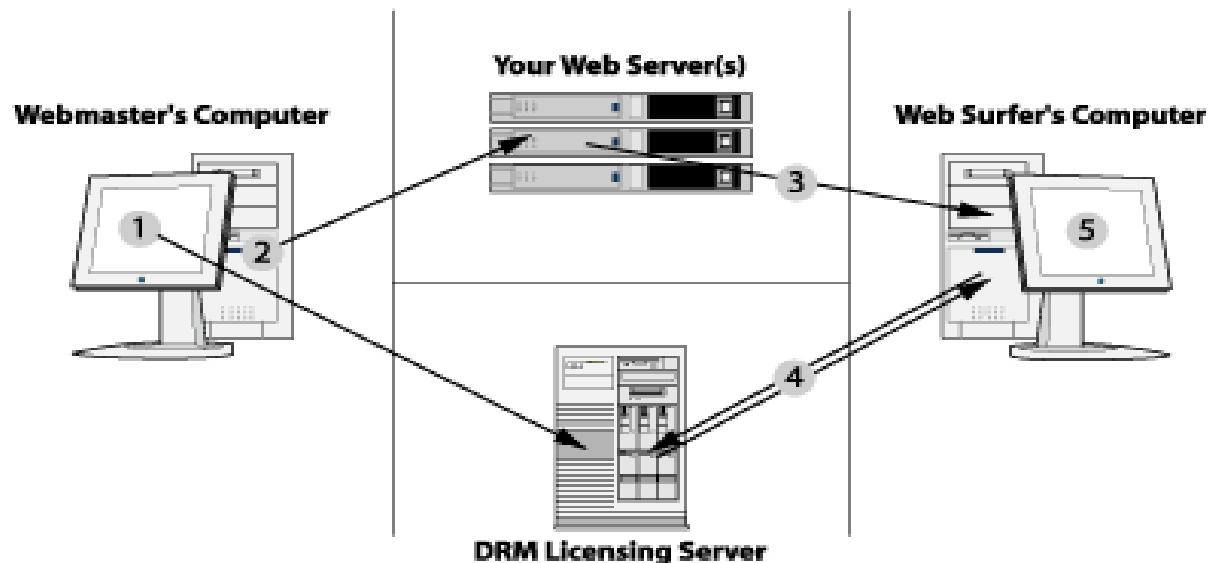 Your Web Server(s)
Webmaster's Computer
Web Surfer's Computer
1
2
3
5
4
DRM Licensing Server